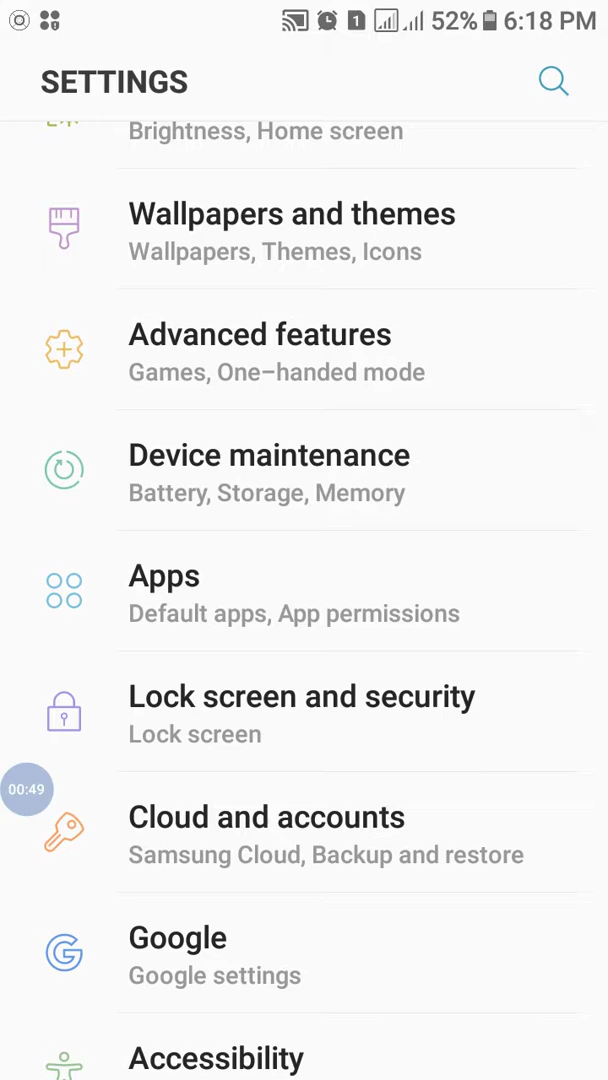 1 52% 6:18 PM
SETTINGS
Brightness, Home screen
Wallpapers and themes
Wallpapers, Themes, Icons
Advanced features
Games, One-handed mode
Device maintenance
Battery, Storage, Memory
Apps
Default apps, App permissions
Lock screen and security
Lock screen
00:49
Cloud and accounts
Samsung Cloud, Backup and restore
Google
Google settings
Accessibility